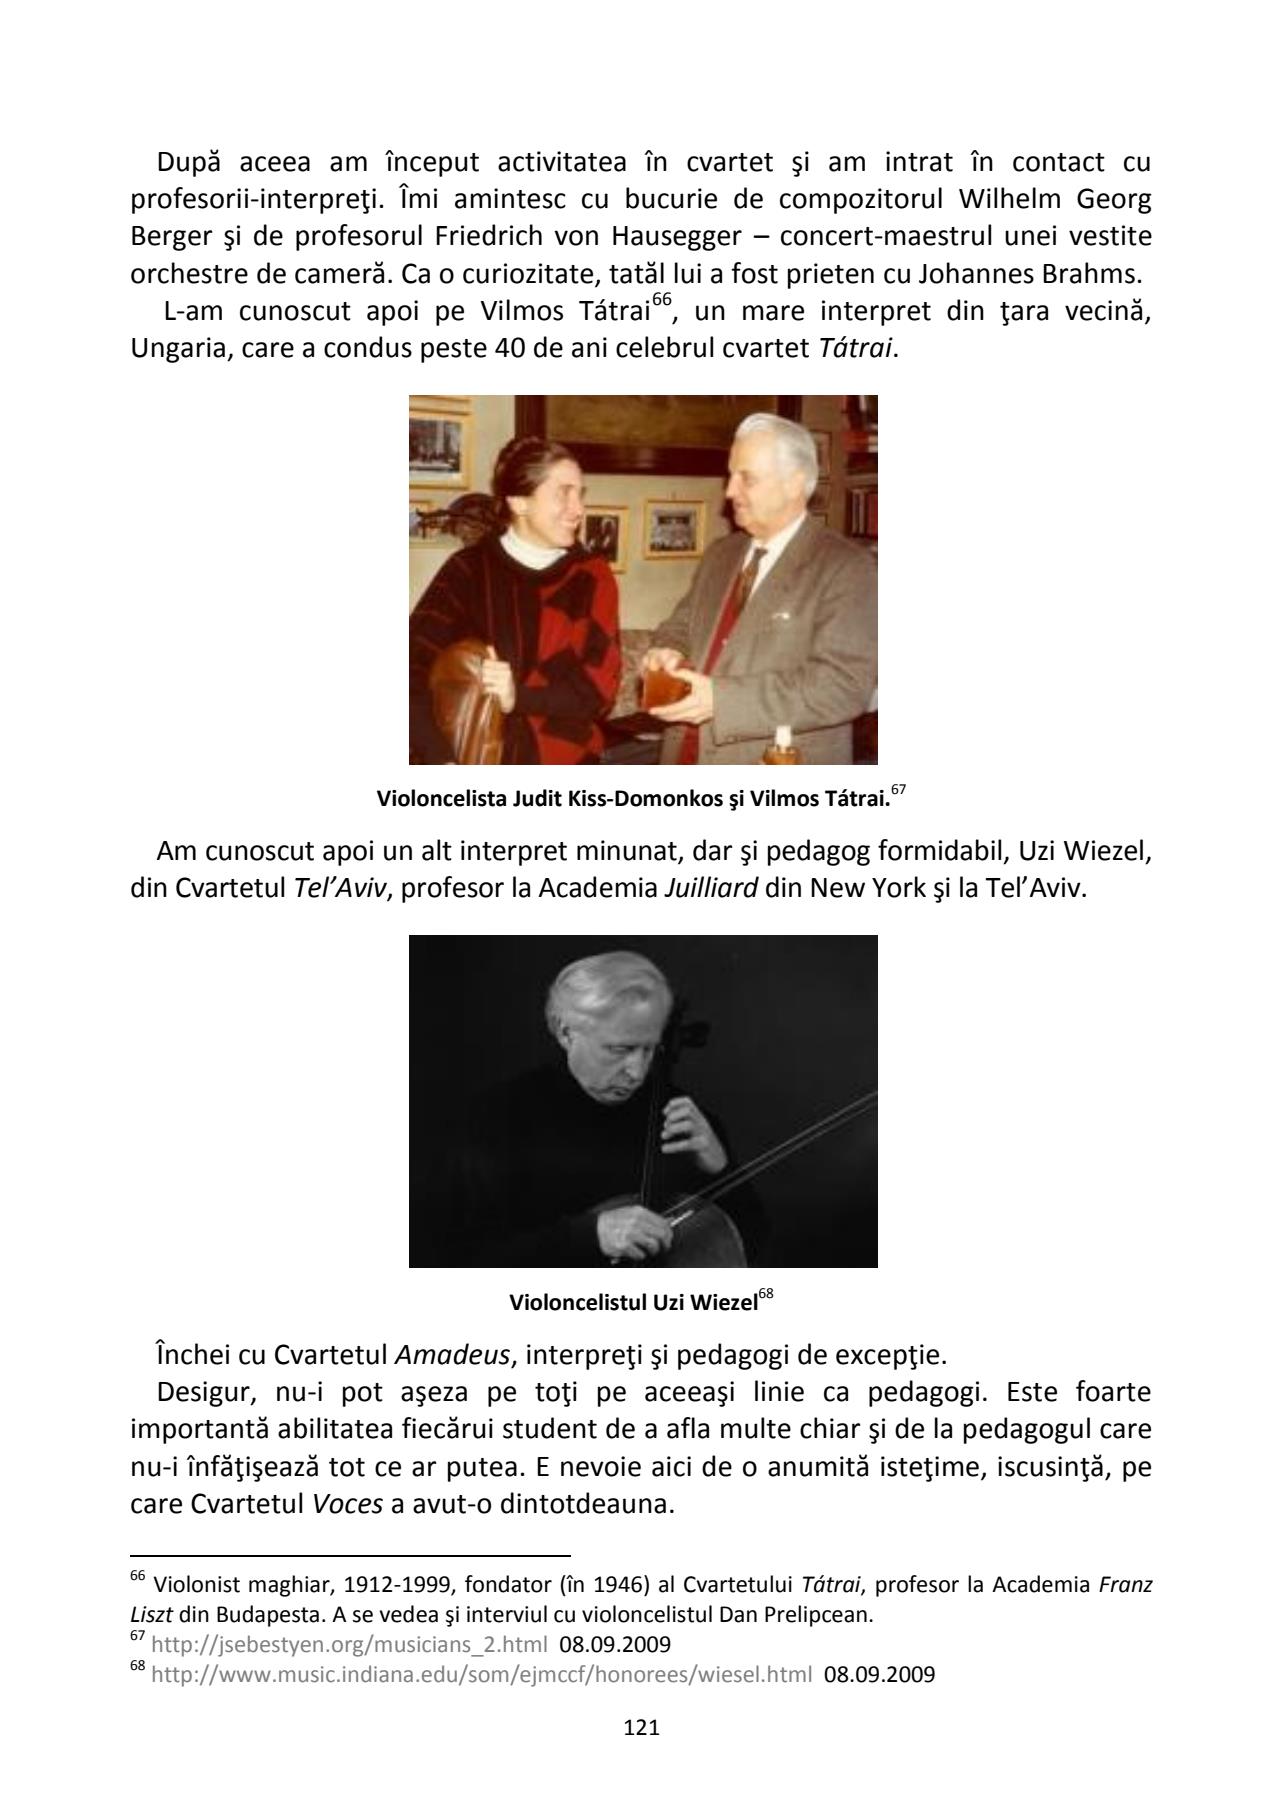 După aceea am început activitatea în cvartet şi am intrat în contact cu
profesorii-interpreţi. Îmi amintesc cu bucurie de compozitorul Wilhelm Georg
Berger şi de profesorul Friedrich von Hausegger – concert-maestrul unei vestite
orchestre de cameră. Ca o curiozitate, tatăl lui a fost prieten cu Johannes Brahms.
L-am cunoscut apoi pe Vilmos Tátrai66, un mare interpret din ţara vecină,
Ungaria, care a condus peste 40 de ani celebrul cvartet Tátrai.
Violoncelista Judit Kiss-Domonkos şi Vilmos Tátrai.67
Am cunoscut apoi un alt interpret minunat, dar şi pedagog formidabil, Uzi Wiezel,
din Cvartetul Tel’Aviv, profesor la Academia Juilliard din New York şi la Tel’Aviv.
Violoncelistul Uzi Wiezel68
Închei cu Cvartetul Amadeus, interpreţi şi pedagogi de excepţie.
Desigur, nu-i pot aşeza pe toţi pe aceeaşi linie ca pedagogi. Este foarte
importantă abilitatea fiecărui student de a afla multe chiar şi de la pedagogul care
nu-i înfăţişează tot ce ar putea. E nevoie aici de o anumită isteţime, iscusinţă, pe
care Cvartetul Voces a avut-o dintotdeauna.
66 Violonist maghiar, 1912-1999, fondator (în 1946) al Cvartetului Tátrai, profesor la Academia Franz
Liszt din Budapesta. A se vedea şi interviul cu violoncelistul Dan Prelipcean.
67 http://jsebestyen.org/musicians_2.html 08.09.2009
68 http://www.music.indiana.edu/som/ejmccf/honorees/wiesel.html 08.09.2009
121